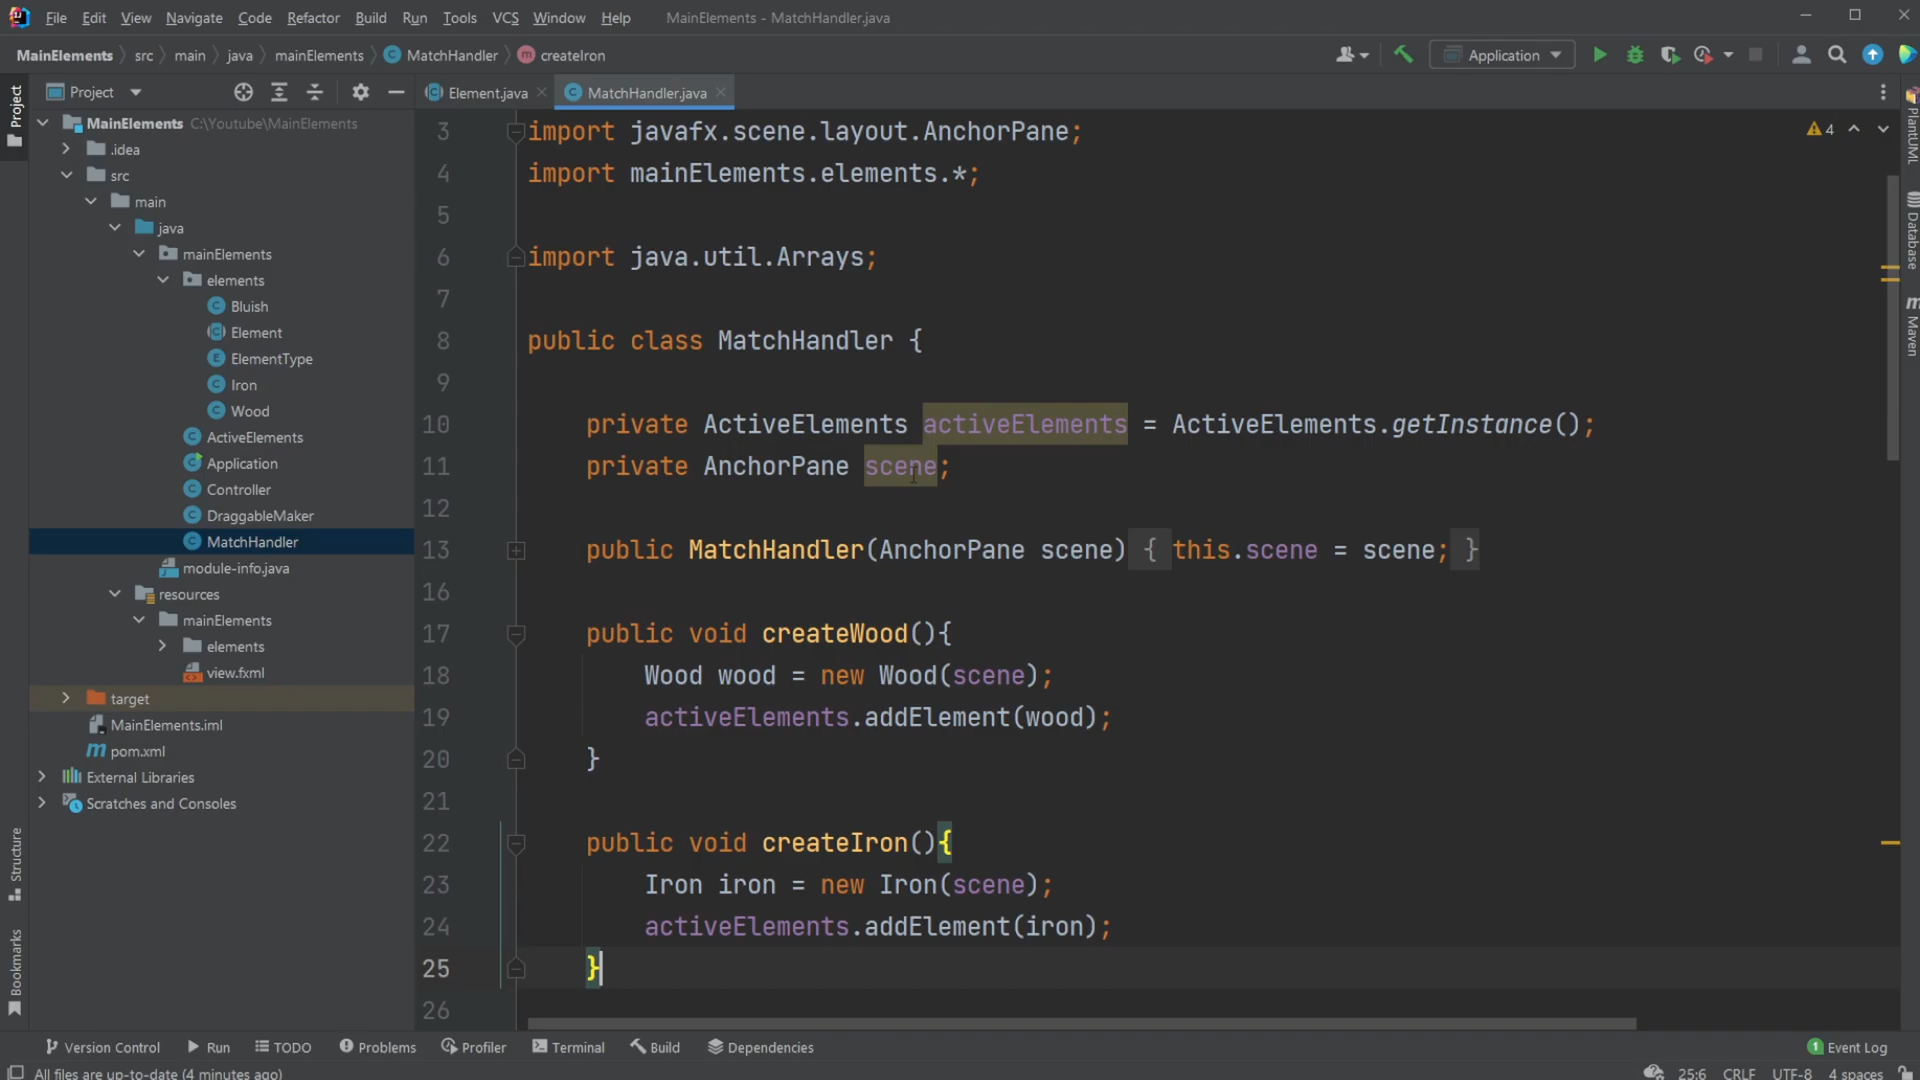 File Edit View Navigate Code Refactor Build Run Tools VCS Window Help MainElements - MatchHandler.java
MainElements src main java mainElements MatchHandler createIron Application
Project Element.java MatchHandler.java
Project
MainElements C:\Youtube\MainElements
.idea
src
main
java
mainElements
elements
Bluish
Element
ElementType
Iron
Wood
ActiveElements
Application
Controller
DraggableMaker
MatchHandler
module-info.java
resources
mainElements
elements
view.fxml
target
MainElements.iml
pom.xml
External Libraries
Scratches and Consoles
Structure
Bookmarks
4
3 import javafx.scene.layout.AnchorPane;
4 import mainElements.elements.*;
5
6 import java.util.Arrays;
7
8 public class MatchHandler {
9
10 private ActiveElements activeElements = ActiveElements.getInstance();
11 private AnchorPane scene;
12
13 public MatchHandler(AnchorPane scene) { this.scene = scene; }
16
17 public void createWood(){
18 Wood wood = new Wood(scene);
19 activeElements.addElement(wood);
20 }
21
22 public void createIron(){
23 Iron iron = new Iron(scene);
24 activeElements.addElement(iron);
25 }
26
PlantUML
Database
Maven
Version Control Run TODO Problems Profiler Terminal Build Dependencies 1 Event Log
All files are up-to-date (4 minutes ago) 25:6 CRLF UTF-8 4 spaces